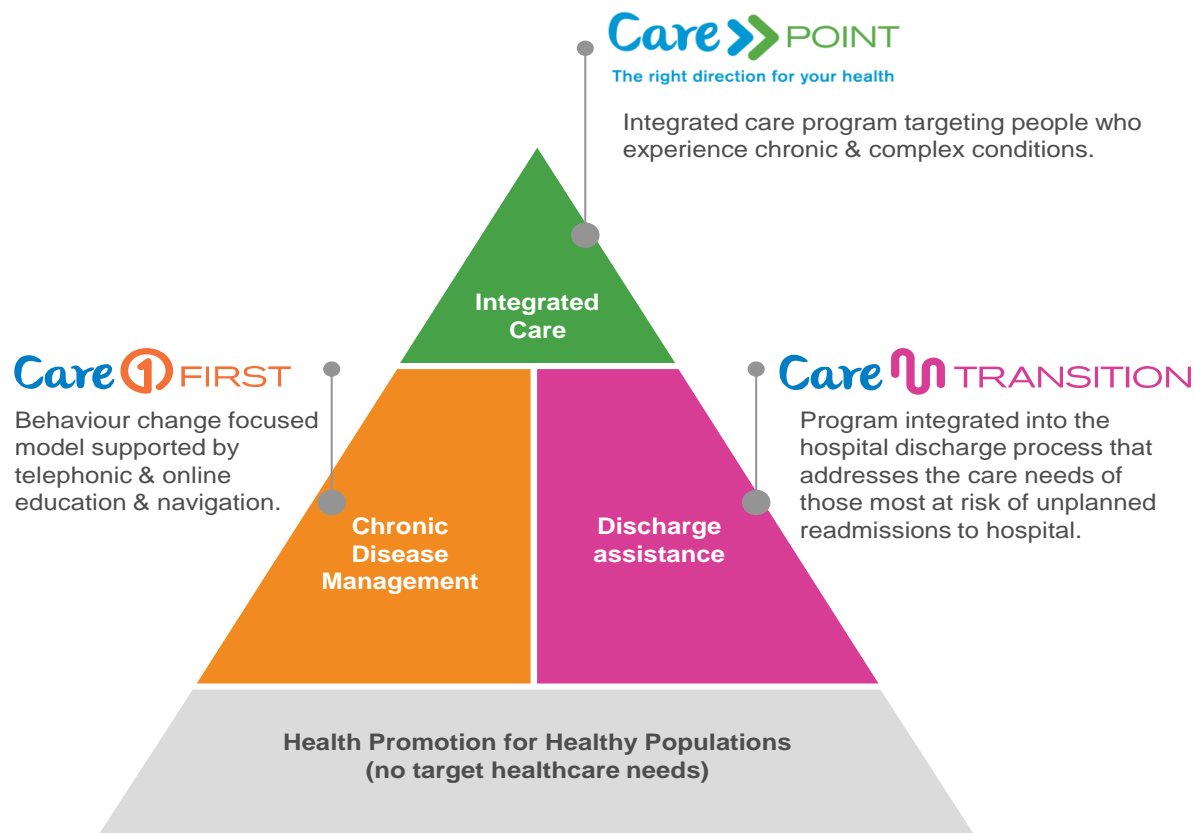 Care POINT
The right direction for your health
Integrated care program targeting people who
experience chronic & complex conditions.
Integrated
Care
Care 1 FIRST
Behaviour change focused
model supported by
telephonic & online
education & navigation.
Care TRANSITION
Program integrated into the
hospital discharge process that
addresses the care needs of
those most at risk of unplanned
readmissions to hospital.
Chronic
Disease
Management
Discharge
assistance
Health Promotion for Healthy Populations
(no target healthcare needs)